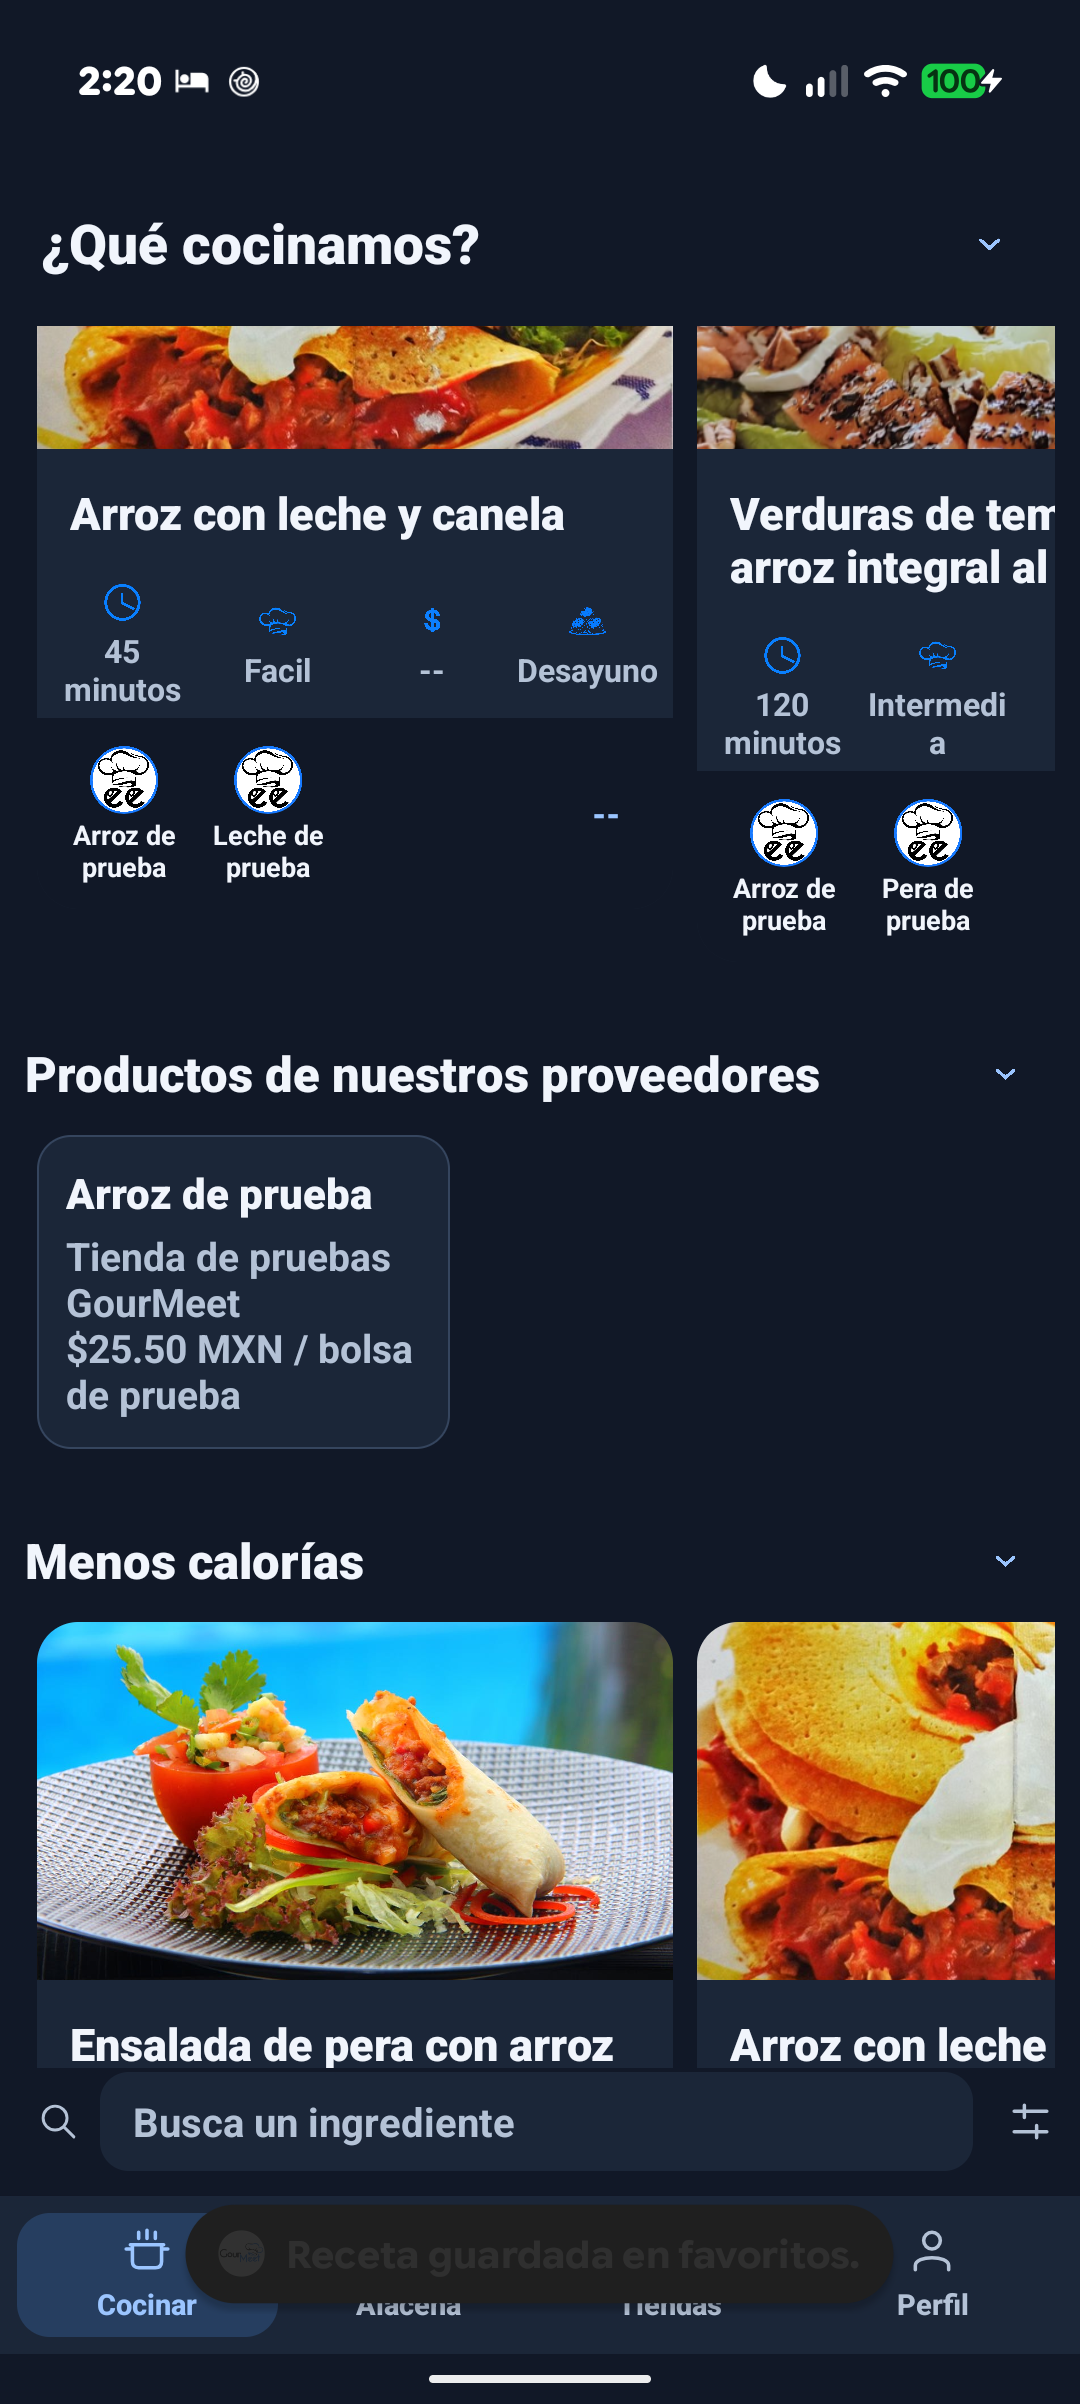 2:20
100
¿Qué cocinamos?
Arroz con leche y canela
45
minutos
Facil
$
--
Desayuno
Verduras de tem
arroz integral al
120
minutos
Intermedi
a
Arroz de
prueba
Leche de
prueba
--
Arroz de
prueba
Pera de
prueba
Productos de nuestros proveedores
Arroz de prueba
Tienda de pruebas
GourMeet
$25.50 MXN / bolsa
de prueba
Menos calorías
Ensalada de pera con arroz
Arroz con leche
Busca un ingrediente
Receta guardada en favoritos.
Cocinar
Alacena
Tiendas
Perfil